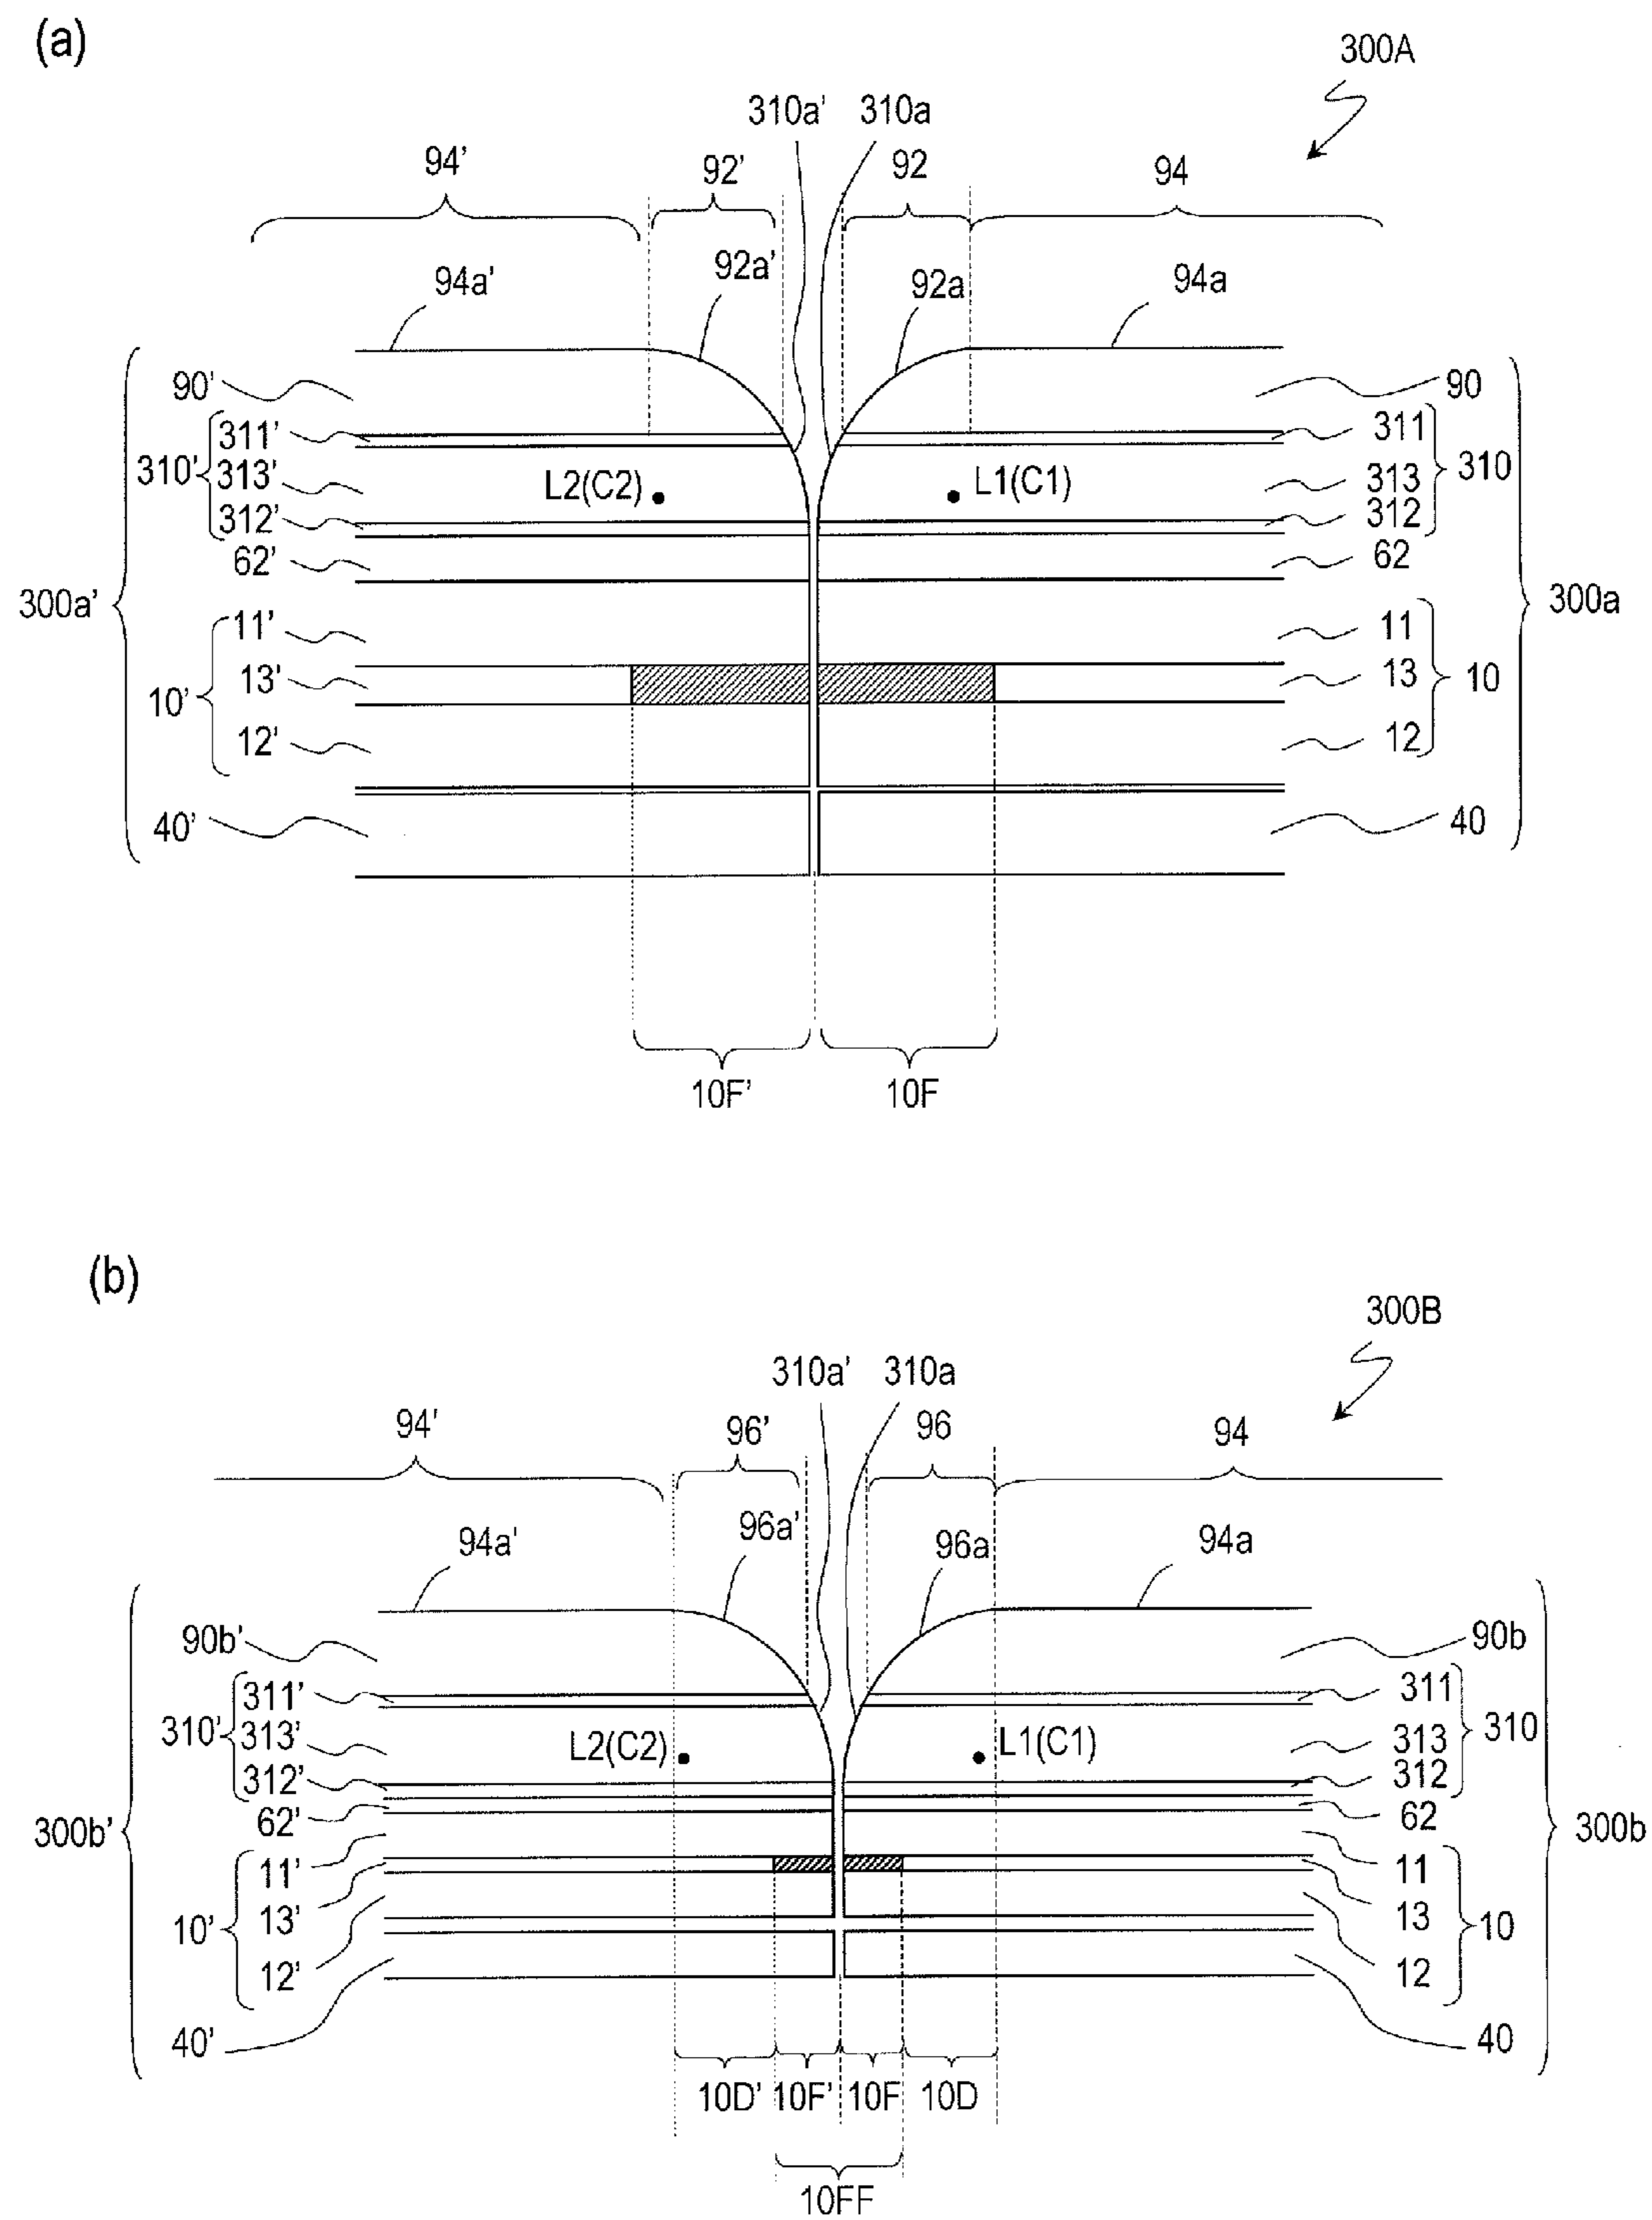 (a)
300A
310a' 310a
94' 92' 92 94
94a' 92a' 92a 94a
90' 90
311' 311
310' 313' L2(C2) L1(C1) 313 310
312' 312
62' 62
300a' 300a
11' 11
10' 13' 13 10
12' 12
40' 40
10F' 10F
(b)
300B
310a' 310a
94' 96' 96 94
94a' 96a' 96a 94a
90b' 90b
311' 311
310' 313' L2(C2) L1(C1) 313 310
312' 312
62' 62
300b' 300b
11' 11
10' 13' 13 10
12' 12
40' 40
10D' 10F' 10F 10D
10FF